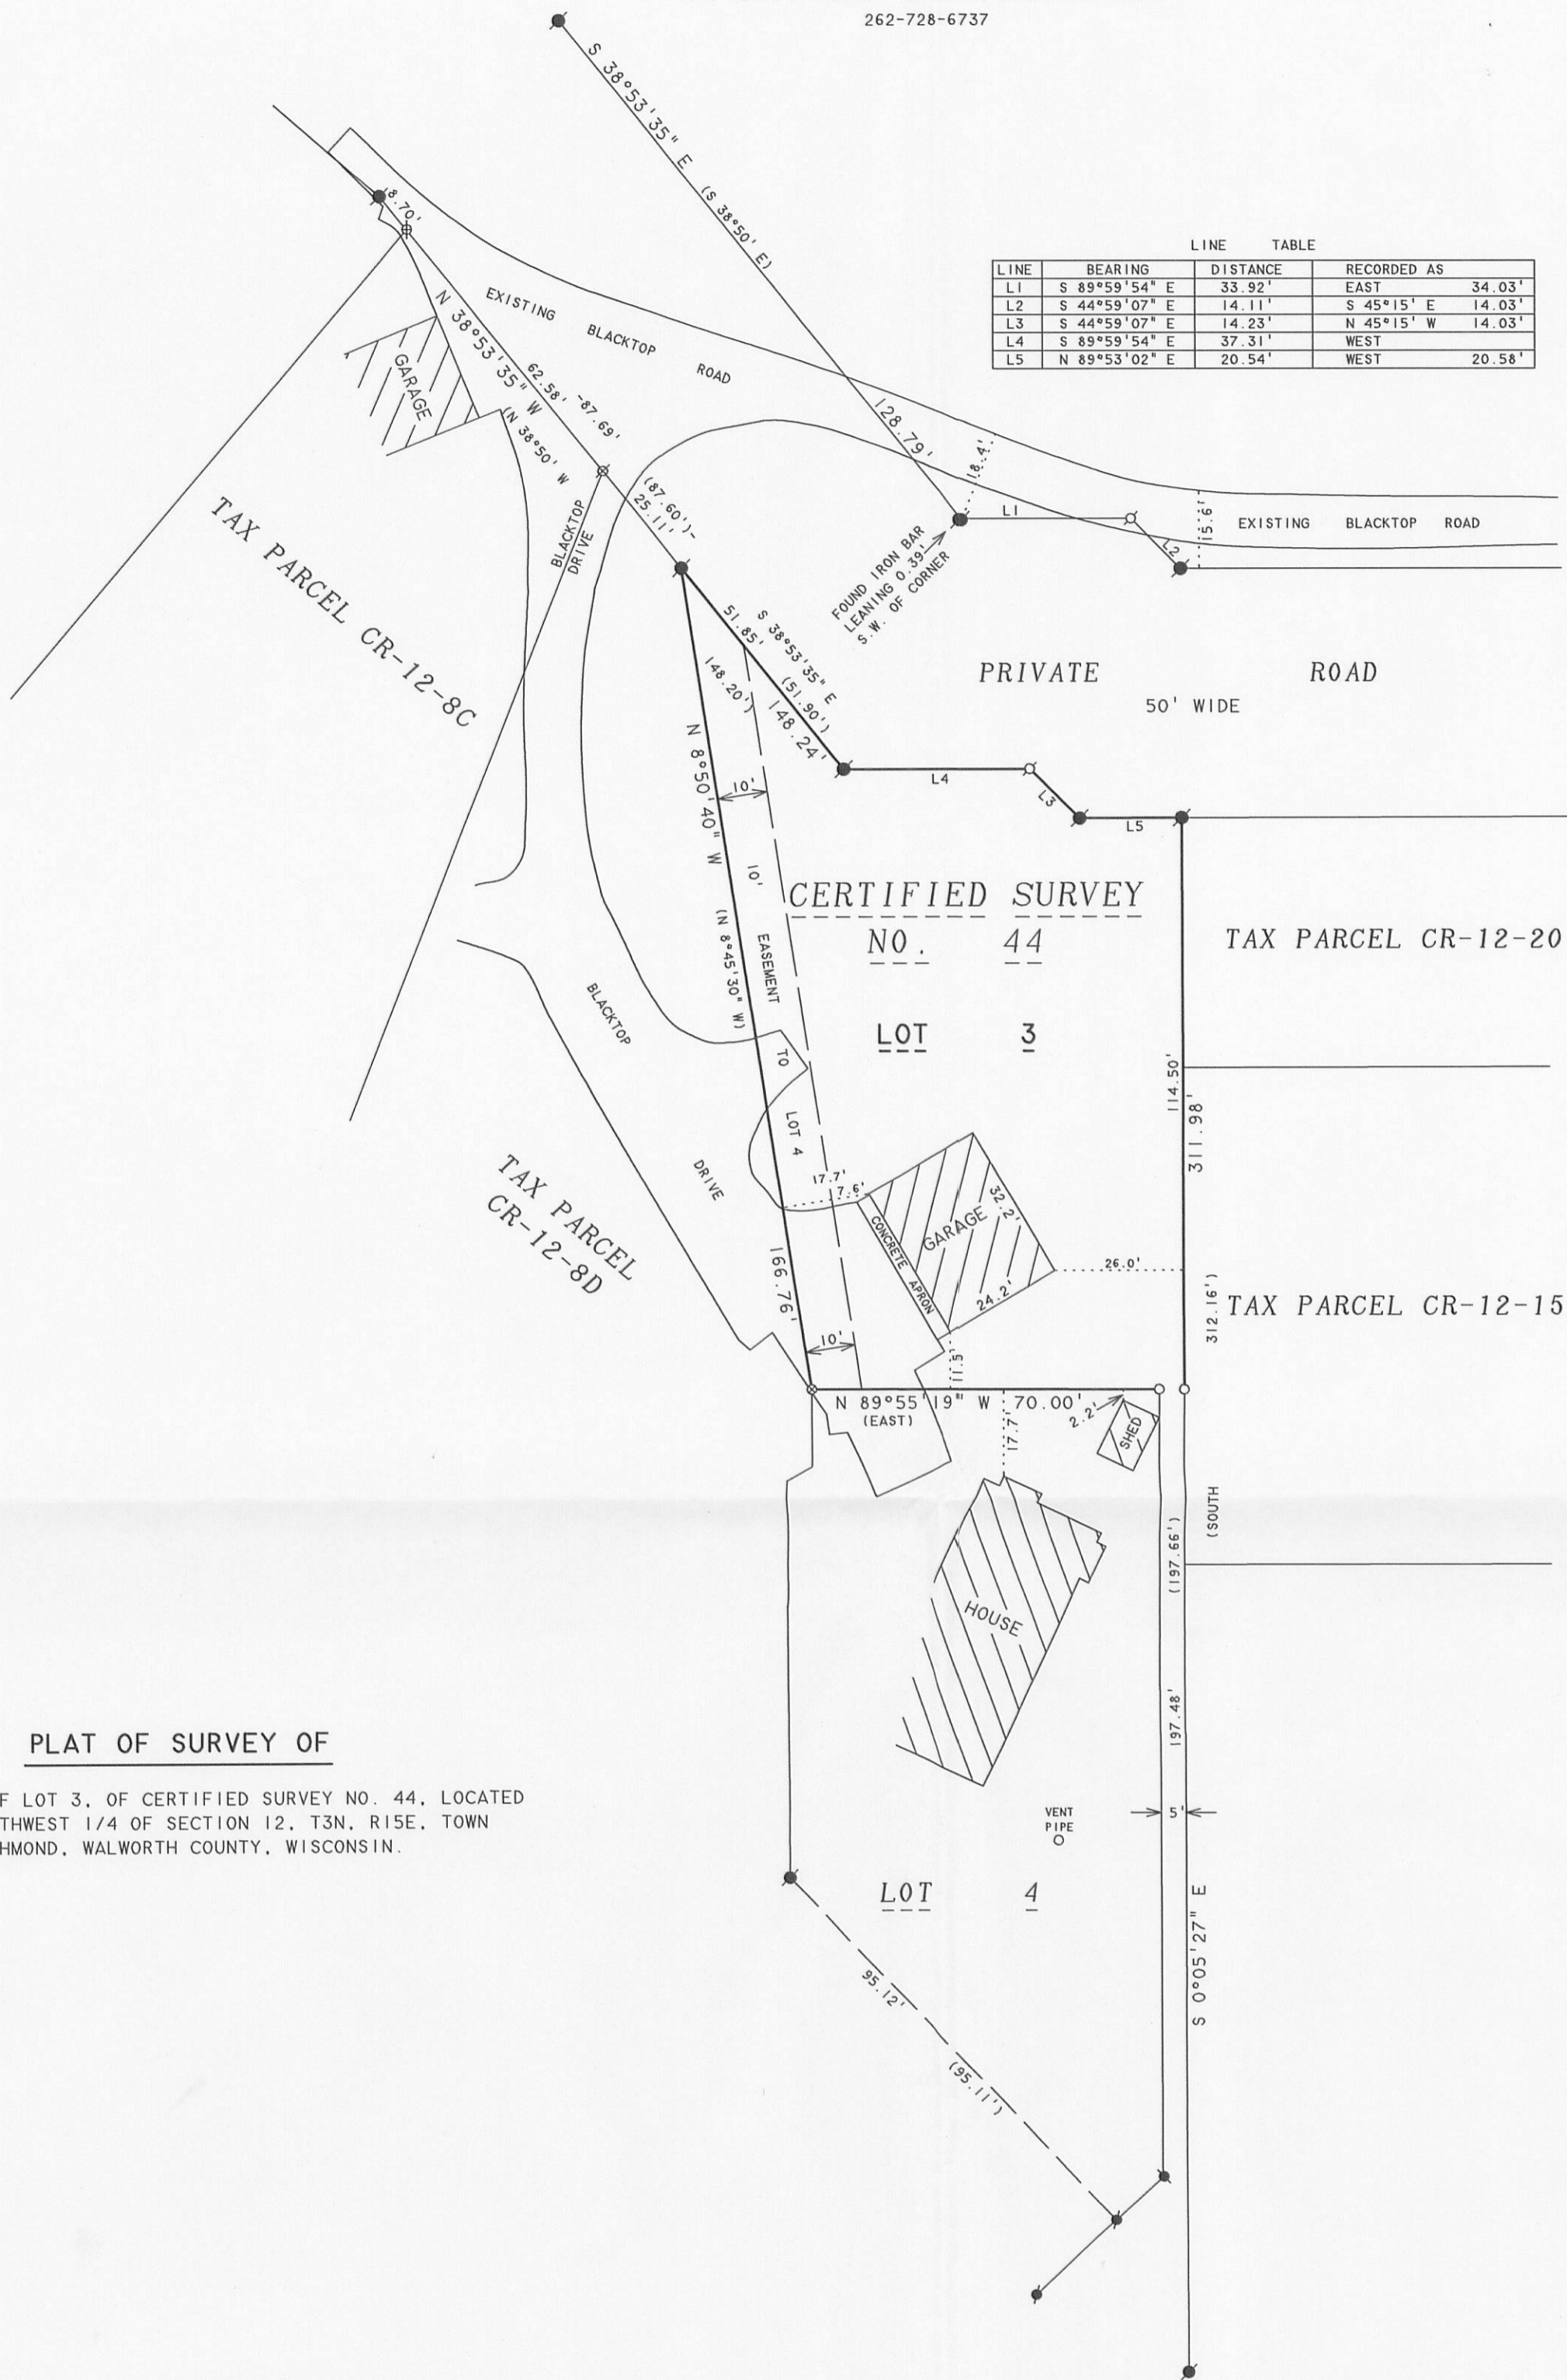 262-728-6737
S 38°53'35" E (S 38°50' E)
128.79'
18.70'
N 38°53'35" W
(N 38°50' W
62.58' -87.69'
(87.60')-
25.11'
EXISTING BLACKTOP ROAD
GARAGE
LINE TABLE
LINE BEARING DISTANCE RECORDED AS
L1 S 89°59'54" E 33.92' EAST 34.03'
L2 S 44°59'07" E 14.11' S 45°15' E 14.03'
L3 S 44°59'07" E 14.23' N 45°15' W 14.03'
L4 S 89°59'54" E 37.31' WEST
L5 N 89°53'02" E 20.54' WEST 20.58'
18.4'
L1
L2
15.6'
EXISTING BLACKTOP ROAD
FOUND IRON BAR
LEANING 0.39'
S.W. OF CORNER
TAX PARCEL CR-12-8C
BLACKTOP
DRIVE
51.85'
S 38°53'35" E
(51.90')
148.24'
148.20')
PRIVATE ROAD
50' WIDE
L4
L3
L5
N 8°50'40" W
(N 8°45'30" W)
166.76'
10'
10' EASEMENT TO LOT 4
CERTIFIED SURVEY
NO. 44
LOT 3
TAX PARCEL CR-12-20
114.50'
311.98'
312.16')
(SOUTH
BLACKTOP DRIVE
TAX PARCEL
CR-12-8D
17.7'
7.6'
GARAGE
32.2'
24.2'
CONCRETE APRON
26.0'
TAX PARCEL CR-12-15
10'
11.5'
N 89°55'19" W 70.00'
(EAST)
17.7'
2.2'
SHED
HOUSE
(197.66')
197.48'
PLAT OF SURVEY OF
F LOT 3, OF CERTIFIED SURVEY NO. 44, LOCATED
THWEST 1/4 OF SECTION 12, T3N, R15E, TOWN
HMOND, WALWORTH COUNTY, WISCONSIN.
VENT
PIPE
5'
LOT 4
S 0°05'27" E
95.12'
(95.11')